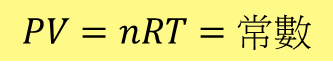 PV = nRT = 常數